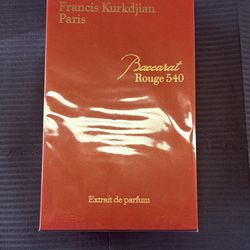 Francis Kurkdjian
Paris
Baccarat
Rouge 540
Extrait de parfum